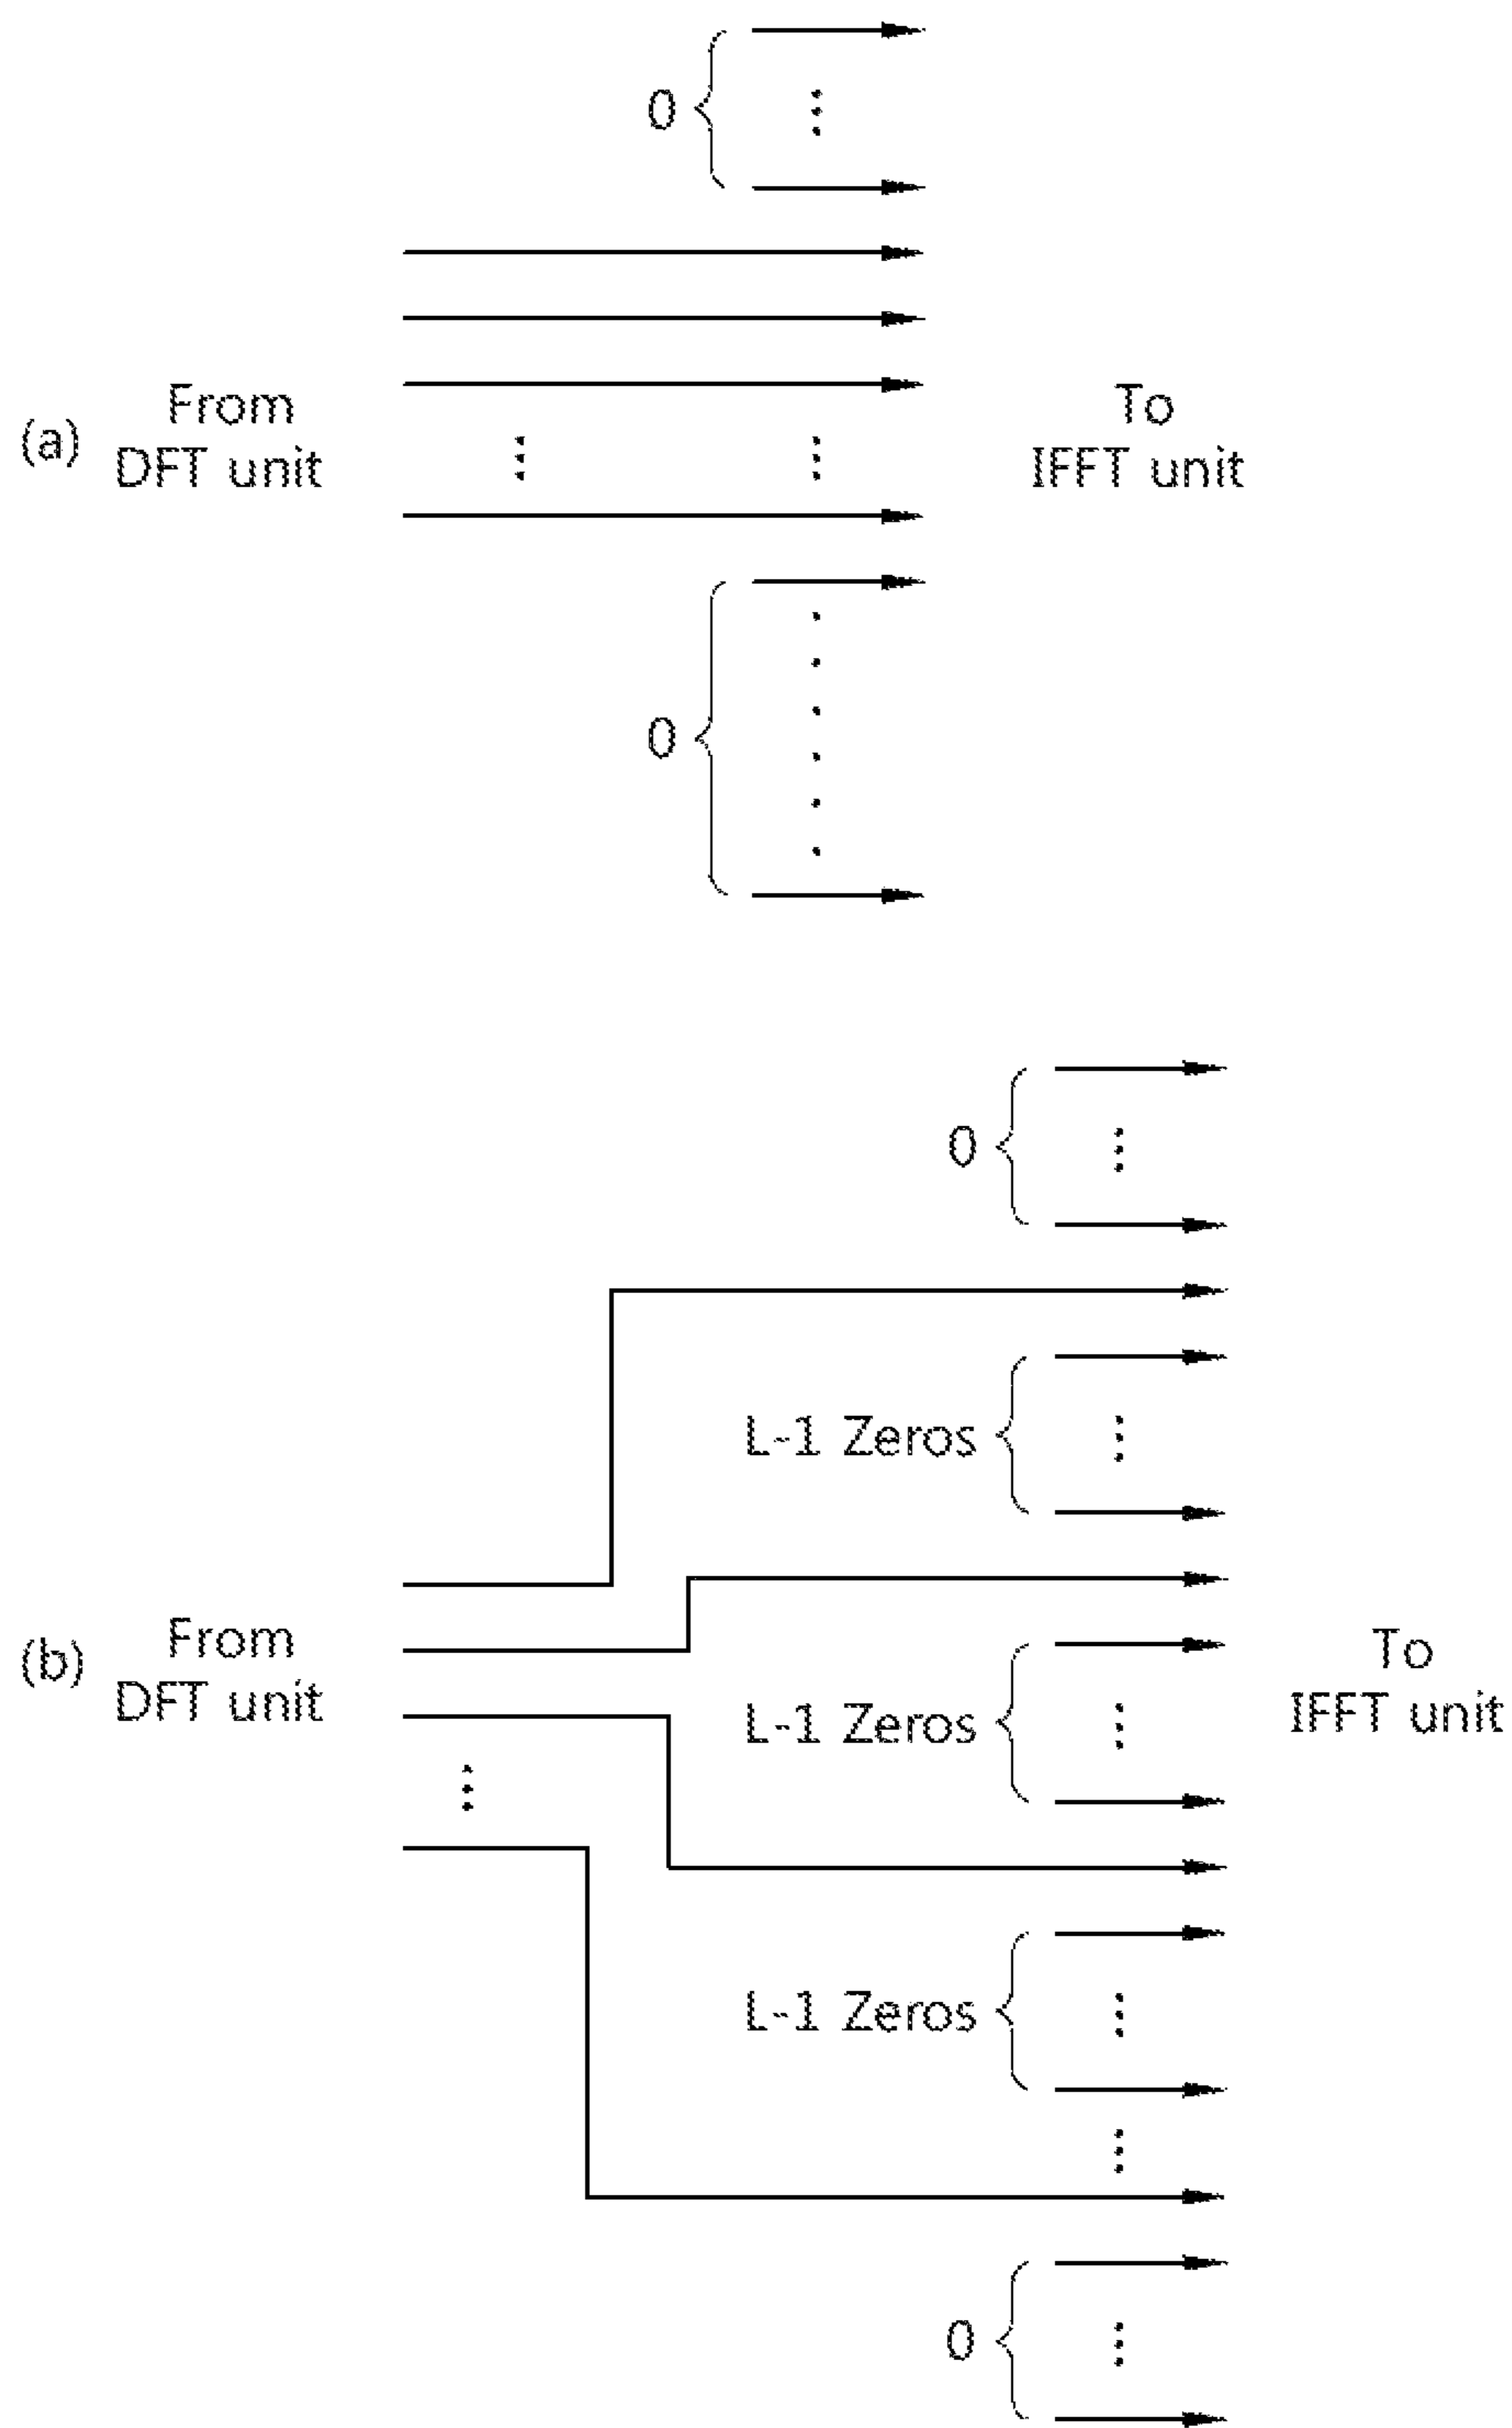 0
(a)
From
DFT unit
To
IFFT unit
0
0
L-1 Zeros
(b)
From
DFT unit
L-1 Zeros
To
IFFT unit
L-1 Zeros
0